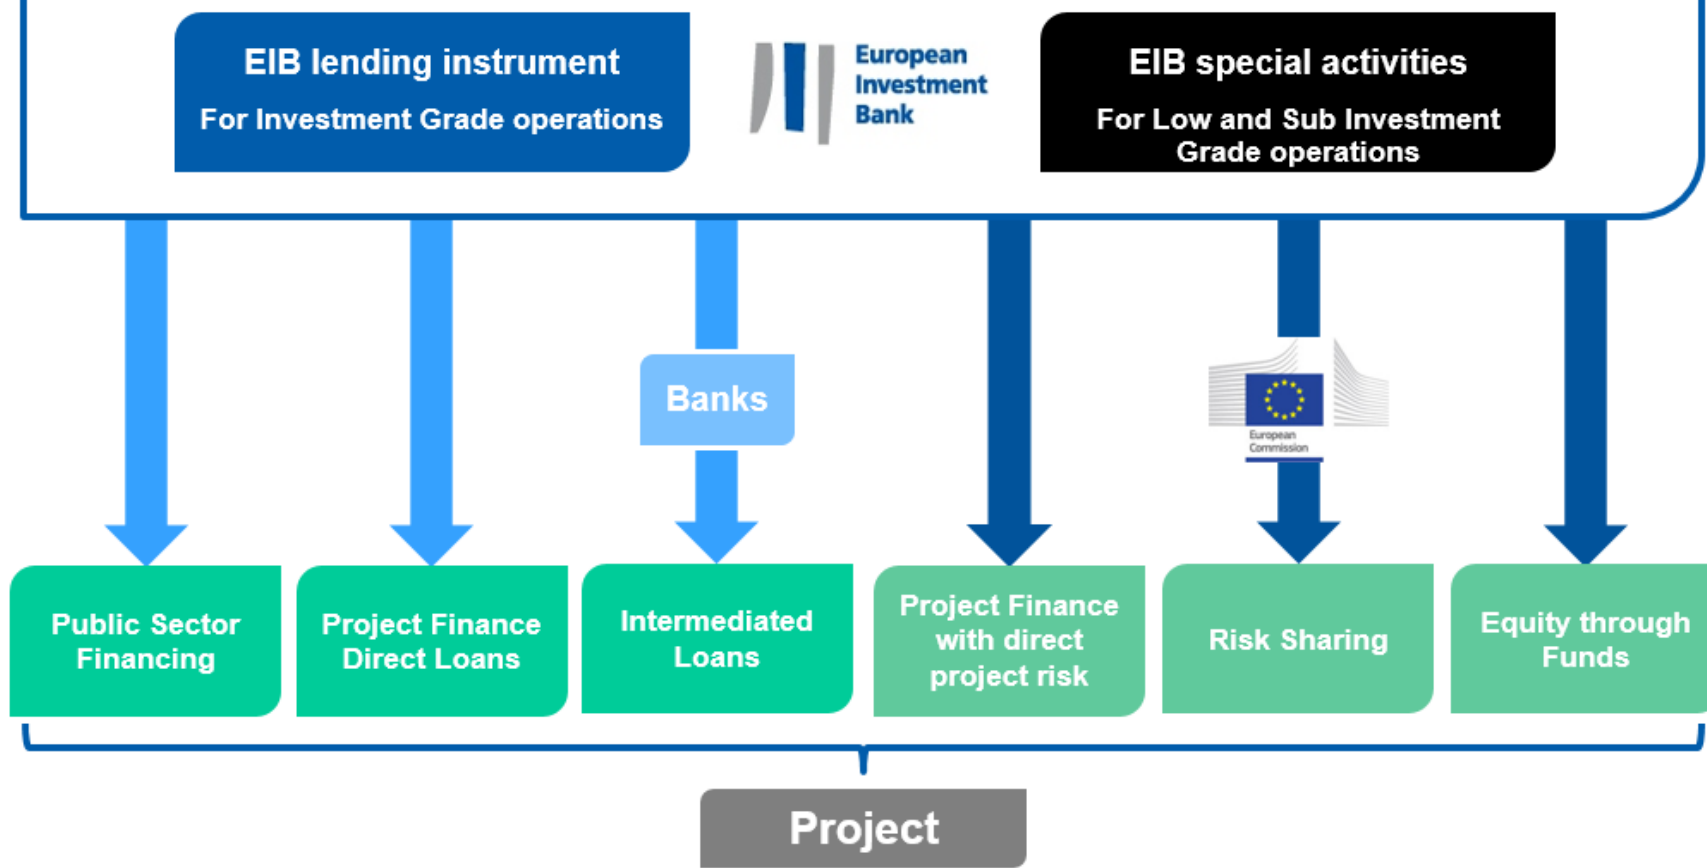 EIB lending instrument
For Investment Grade operations
European
Investment
Bank
EIB special activities
For Low and Sub Investment
Grade operations
Banks
European
Commission
Public Sector
Financing
Project Finance
Direct Loans
Intermediated
Loans
Project Finance
with direct
project risk
Risk Sharing
Equity through
Funds
Project